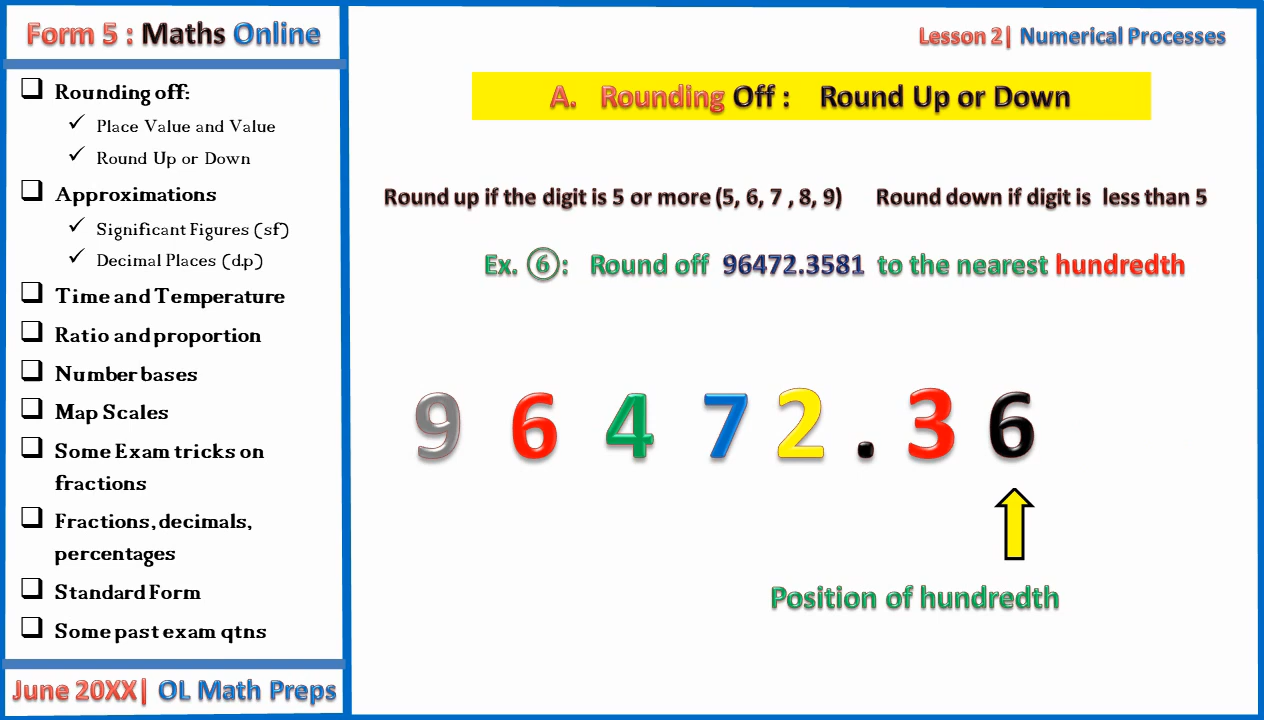 Form 5 : Maths Online
Rounding off:
Place Value and Value
Round Up or Down
Approximations
Significant Figures (sf)
Decimal Places (d.p)
Time and Temperature
Ratio and proportion
Number bases
Map Scales
Some Exam tricks on
fractions
Fractions, decimals,
percentages
Standard Form
Some past exam qtns
June 20XX| OL Math Preps
Lesson 2| Numerical Processes
A. Rounding Off : Round Up or Down
Round up if the digit is 5 or more (5, 6, 7 , 8, 9) Round down if digit is less than 5
Ex. 6 : Round off 96472.3581 to the nearest hundredth
9 6 4 7 2 . 3 6
Position of hundredth